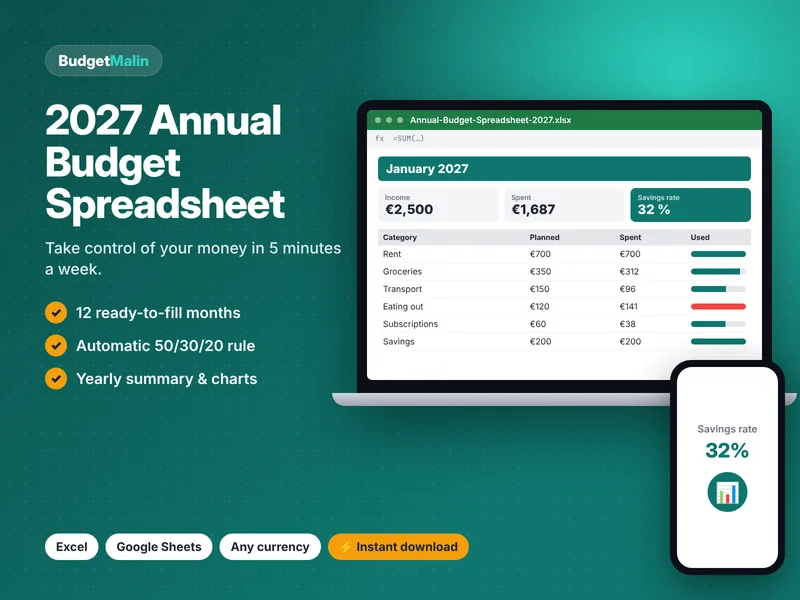 BudgetMalin
2027 Annual
Budget
Spreadsheet
Take control of your money in 5 minutes
a week.
12 ready-to-fill months
Automatic 50/30/20 rule
Yearly summary & charts
Excel
Google Sheets
Any currency
⚡ Instant download
Annual-Budget-Spreadsheet-2027.xlsx
fx =SUM(…)
January 2027
Income
€2,500
Spent
€1,687
Savings rate
32 %
Category Planned Spent Used
Rent €700 €700
Groceries €350 €312
Transport €150 €96
Eating out €120 €141
Subscriptions €60 €38
Savings €200 €200
Savings rate
32%